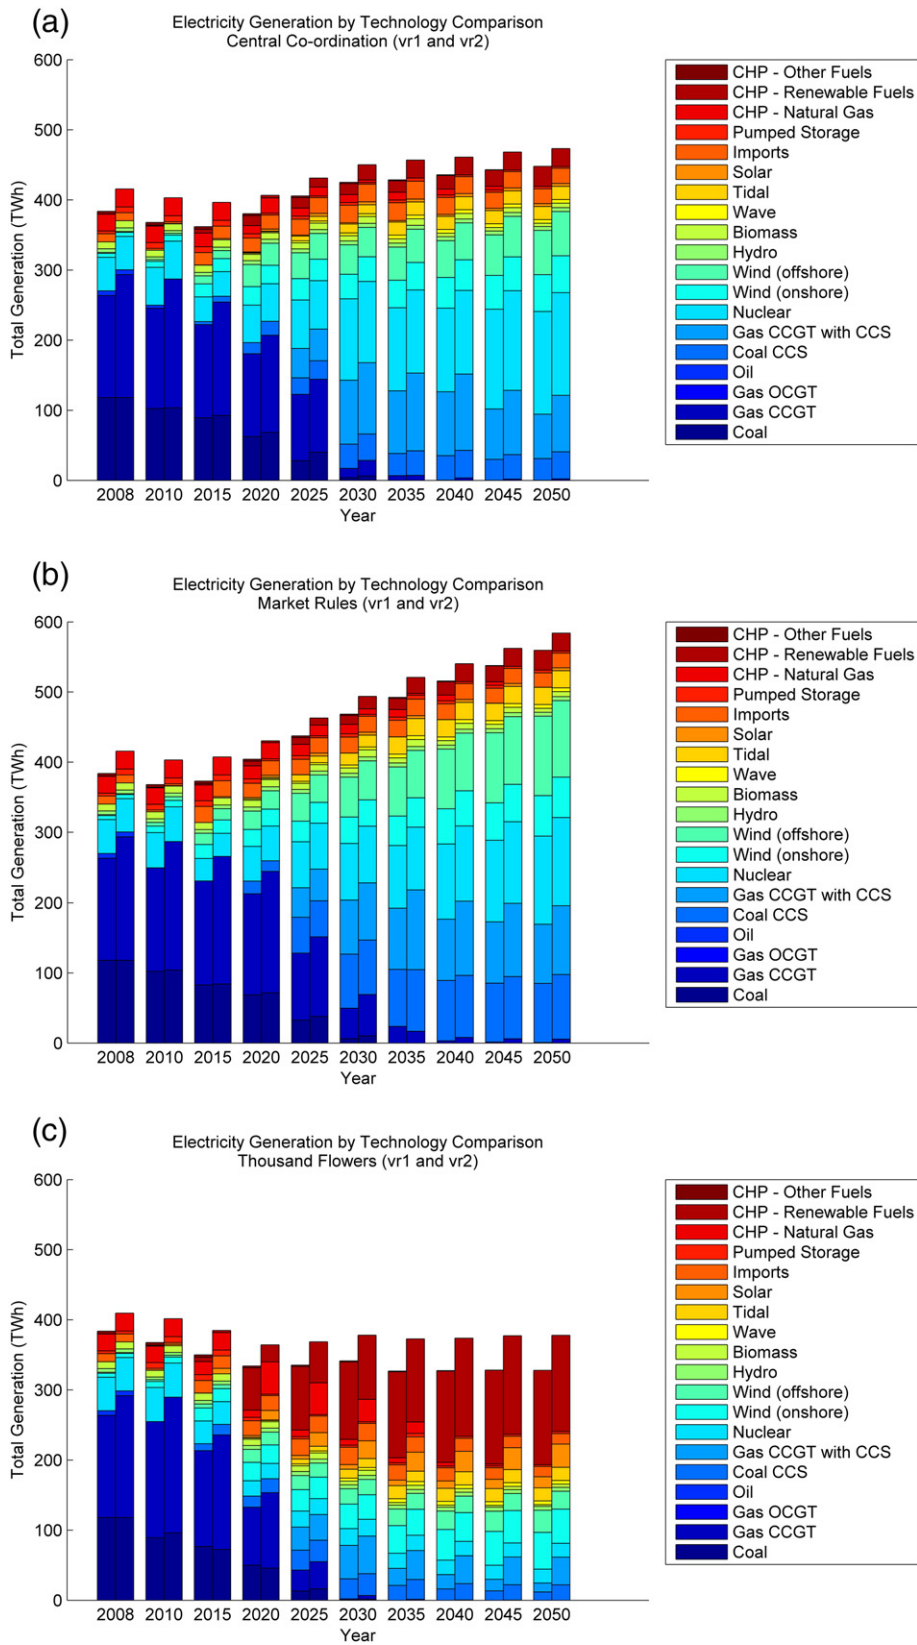 (a)
Electricity Generation by Technology Comparison
Central Co-ordination (vr1 and vr2)
600
500
400
300
200
100
0
Total Generation (TWh)
2008 2010 2015 2020 2025 2030 2035 2040 2045 2050
Year
CHP - Other Fuels
CHP - Renewable Fuels
CHP - Natural Gas
Pumped Storage
Imports
Solar
Tidal
Wave
Biomass
Hydro
Wind (offshore)
Wind (onshore)
Nuclear
Gas CCGT with CCS
Coal CCS
Oil
Gas OCGT
Gas CCGT
Coal
(b)
Electricity Generation by Technology Comparison
Market Rules (vr1 and vr2)
600
500
400
300
200
100
0
Total Generation (TWh)
2008 2010 2015 2020 2025 2030 2035 2040 2045 2050
Year
CHP - Other Fuels
CHP - Renewable Fuels
CHP - Natural Gas
Pumped Storage
Imports
Solar
Tidal
Wave
Biomass
Hydro
Wind (offshore)
Wind (onshore)
Nuclear
Gas CCGT with CCS
Coal CCS
Oil
Gas OCGT
Gas CCGT
Coal
(c)
Electricity Generation by Technology Comparison
Thousand Flowers (vr1 and vr2)
600
500
400
300
200
100
0
Total Generation (TWh)
2008 2010 2015 2020 2025 2030 2035 2040 2045 2050
Year
CHP - Other Fuels
CHP - Renewable Fuels
CHP - Natural Gas
Pumped Storage
Imports
Solar
Tidal
Wave
Biomass
Hydro
Wind (offshore)
Wind (onshore)
Nuclear
Gas CCGT with CCS
Coal CCS
Oil
Gas OCGT
Gas CCGT
Coal